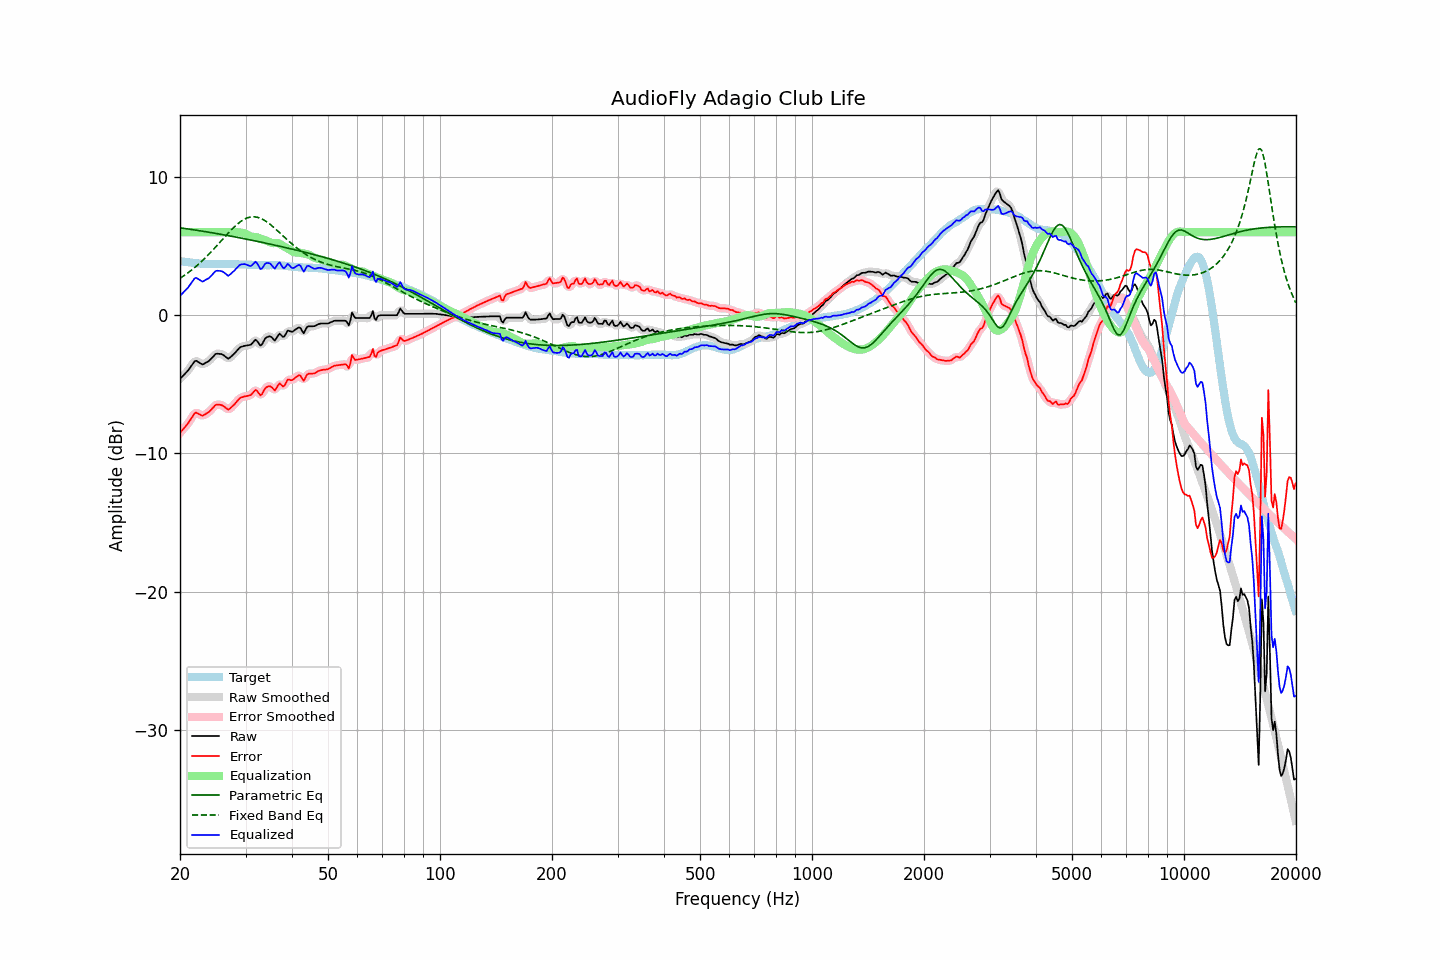 AudioFly Adagio Club Life
10
0
−10
−20
−30
Amplitude (dBr)
Target
Raw Smoothed
Error Smoothed
Raw
Error
Equalization
Parametric Eq
Fixed Band Eq
Equalized
20 50 100 200 500 1000 2000 5000 10000 20000
Frequency (Hz)